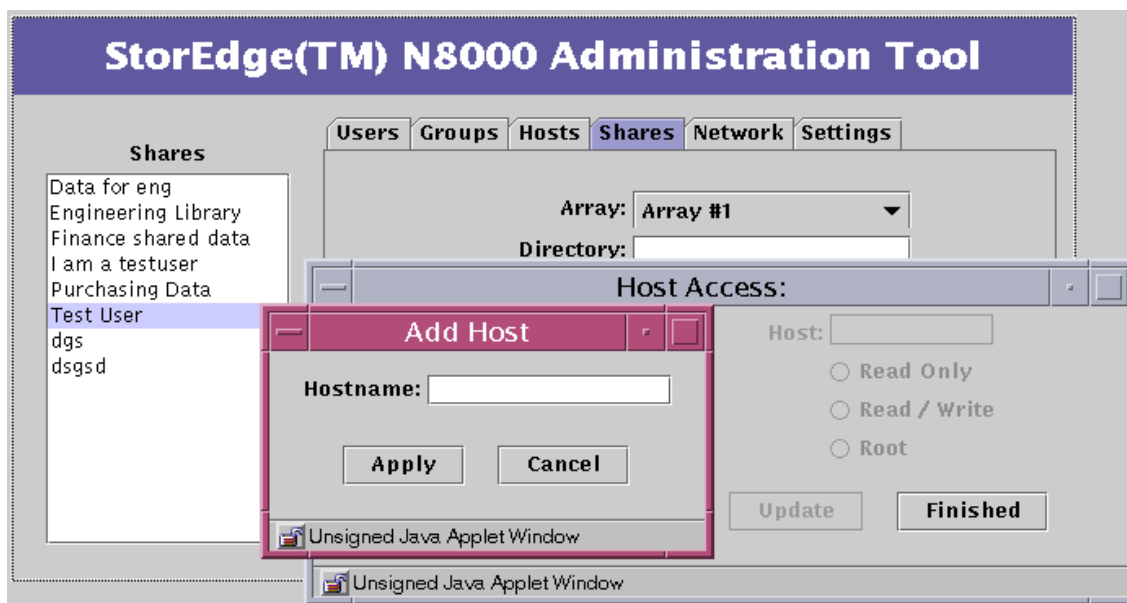 StorEdge(TM) N8000 Administration Tool
Shares
Data for eng
Engineering Library
Finance shared data
I am a testuser
Purchasing Data
Test User
dgs
dsgsd
Users Groups Hosts Shares Network Settings
Array: Array #1
Directory:
Host Access:
Host:
Read Only
Read / Write
Root
Update Finished
Unsigned Java Applet Window
Add Host
Hostname:
Apply Cancel
Unsigned Java Applet Window